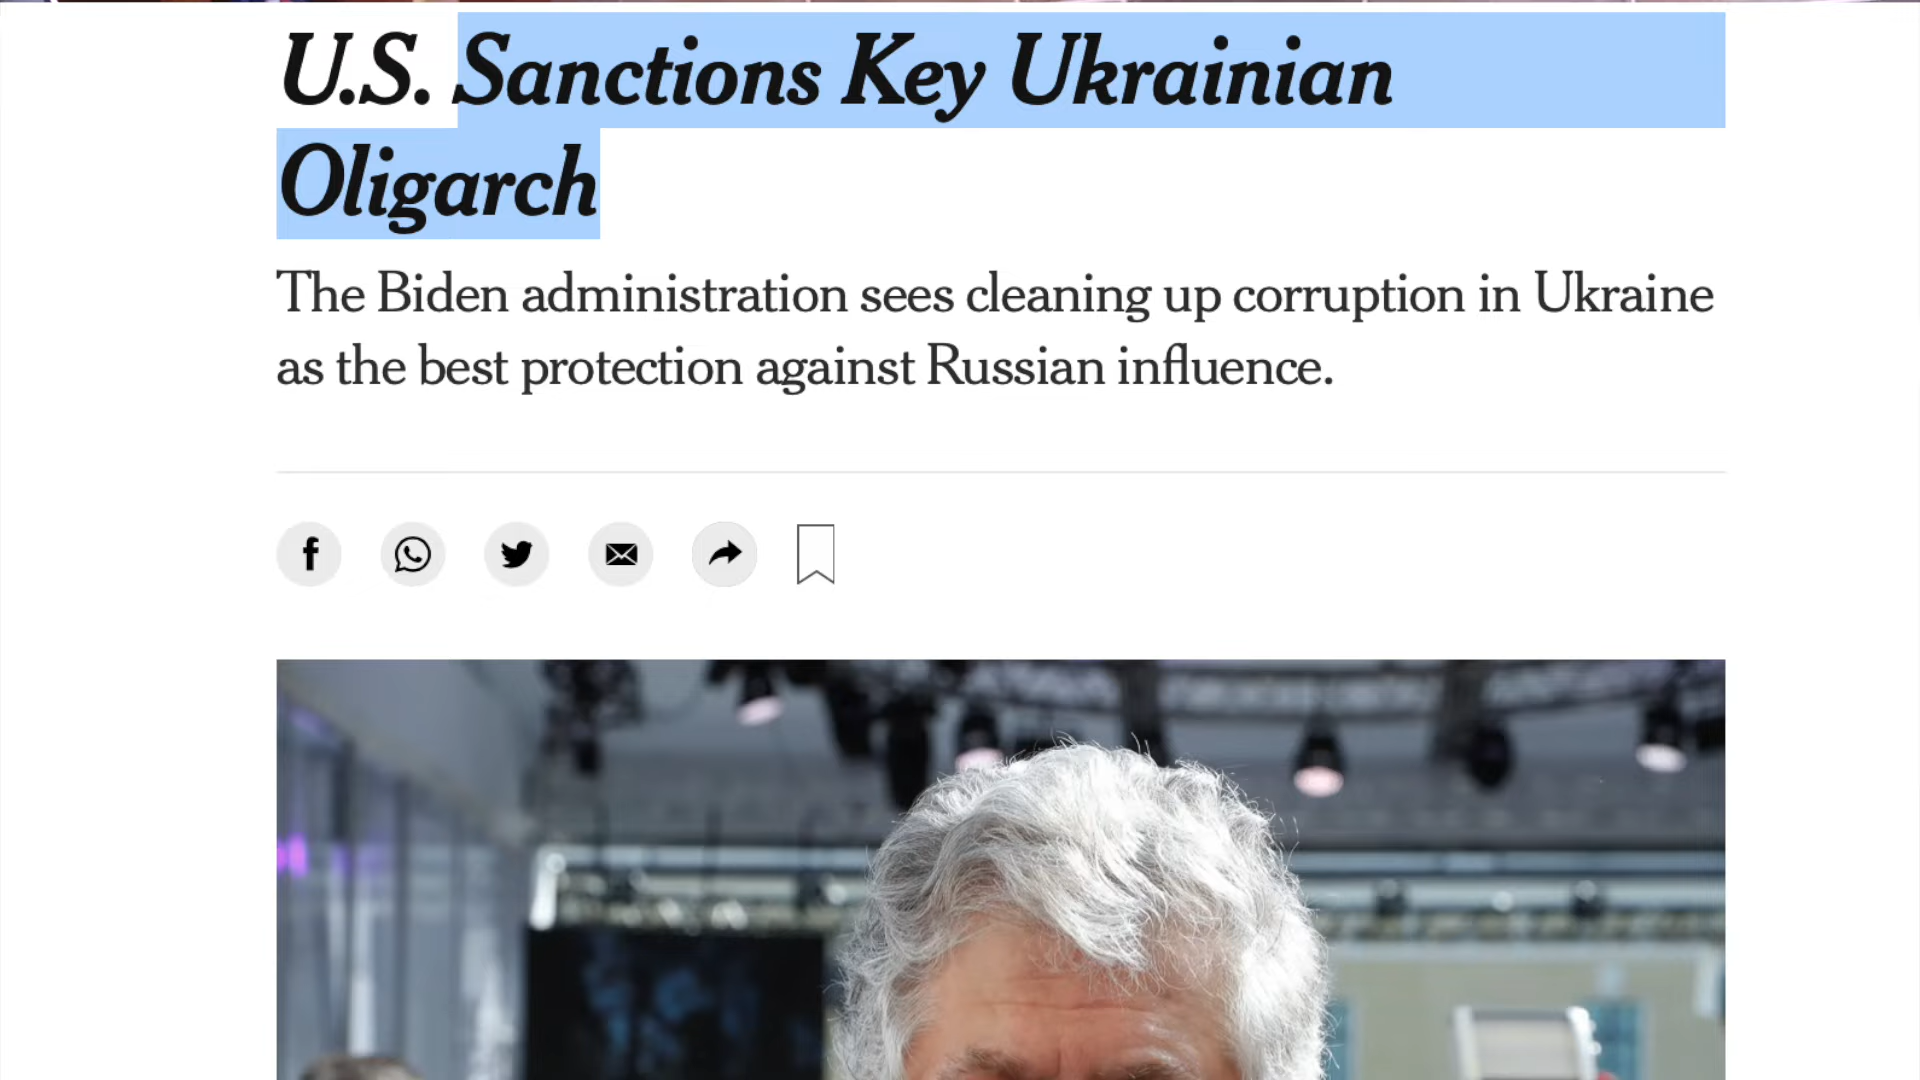 U.S. Sanctions Key Ukrainian
Oligarch
The Biden administration sees cleaning up corruption in Ukraine
as the best protection against Russian influence.